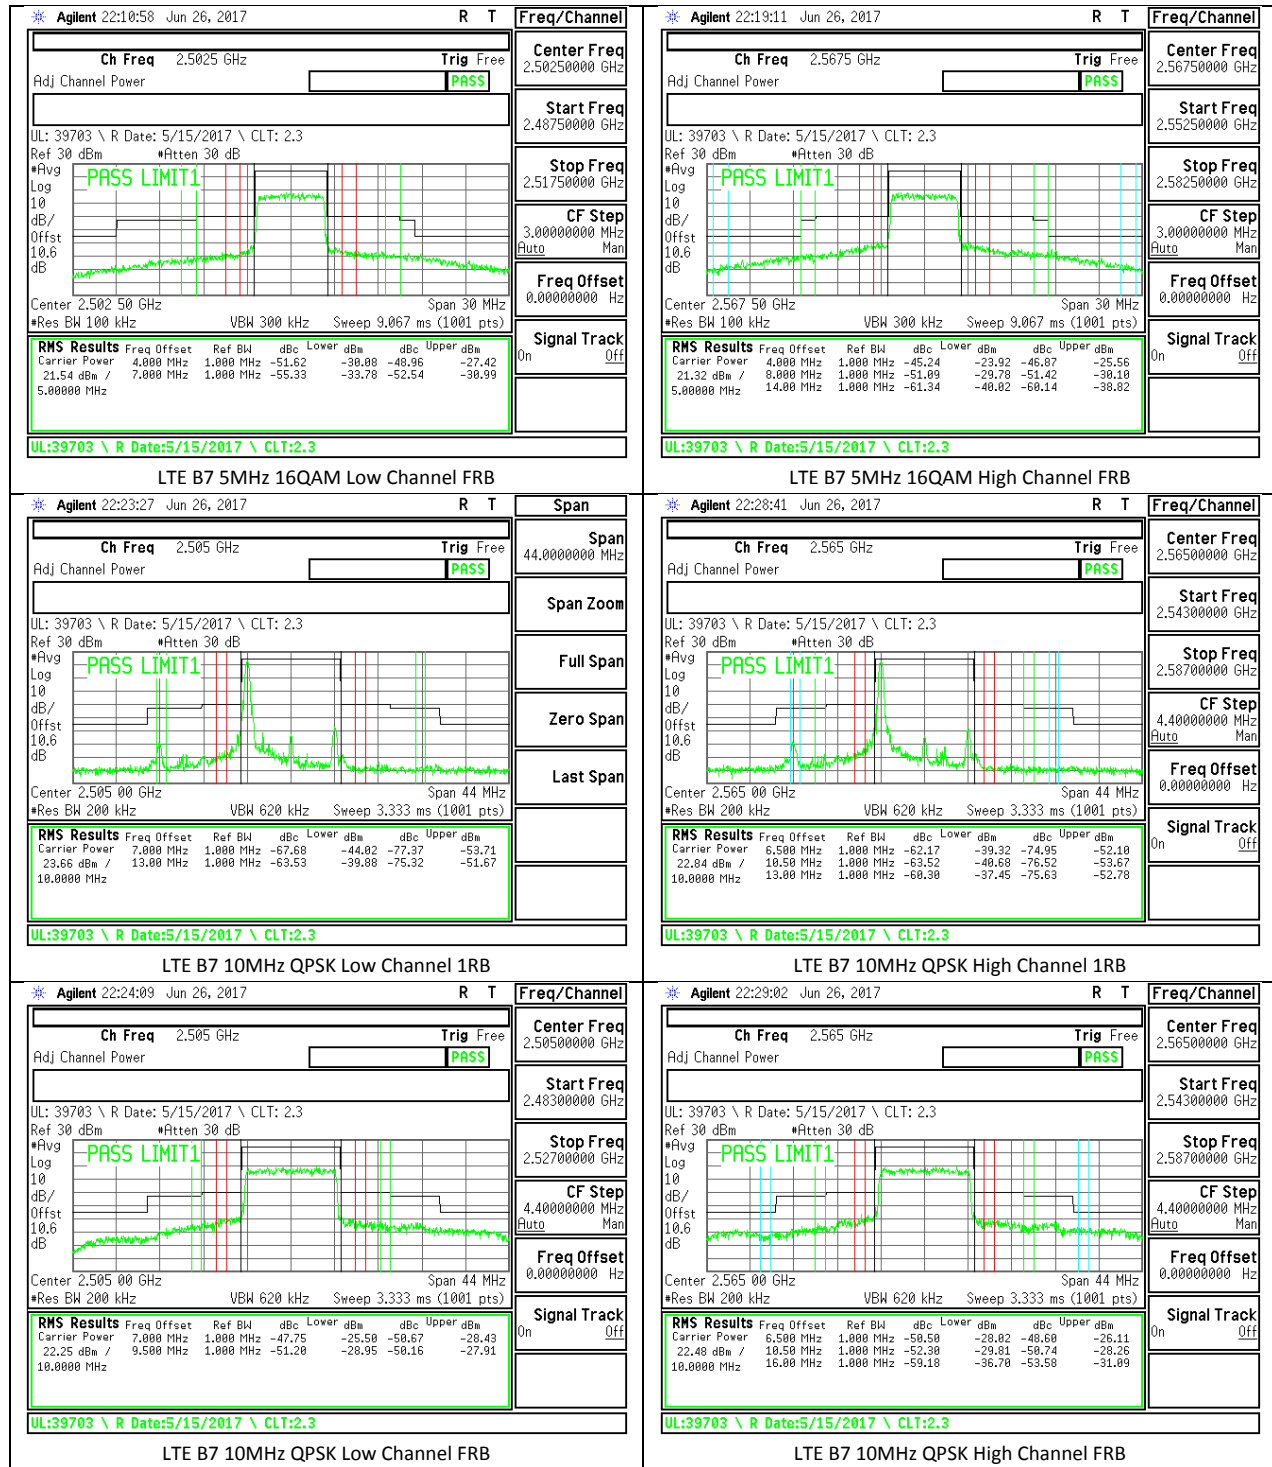 Agilent 22:10:58 Jun 26, 2017 R T Freq/Channel
Ch Freq 2.5025 GHz Trig Free
Adj Channel Power PASS
UL: 39703 \ R Date: 5/15/2017 \ CLT: 2.3
Ref 30 dBm #Atten 30 dB
#Avg
Log
10
dB/
Offst
10.6
dB
PASS LIMIT1
Center 2.502 50 GHz Span 30 MHz
#Res BW 100 kHz VBW 300 kHz Sweep 9.067 ms (1001 pts)
RMS Results Freq Offset Ref BW dBc Lower dBm dBc Upper dBm
Carrier Power 4.000 MHz 1.000 MHz -51.62 -30.08 -48.96 -27.42
21.54 dBm / 7.000 MHz 1.000 MHz -55.33 -33.78 -52.54 -30.99
5.00000 MHz
UL:39703 \ R Date:5/15/2017 \ CLT:2.3
Center Freq
2.50250000 GHz
Start Freq
2.48750000 GHz
Stop Freq
2.51750000 GHz
CF Step
3.00000000 MHz
Auto Man
Freq Offset
0.00000000 Hz
Signal Track
On Off
LTE B7 5MHz 16QAM Low Channel FRB
Agilent 22:19:11 Jun 26, 2017 R T Freq/Channel
Ch Freq 2.5675 GHz Trig Free
Adj Channel Power PASS
UL: 39703 \ R Date: 5/15/2017 \ CLT: 2.3
Ref 30 dBm #Atten 30 dB
#Avg
Log
10
dB/
Offst
10.6
dB
PASS LIMIT1
Center 2.567 50 GHz Span 30 MHz
#Res BW 100 kHz VBW 300 kHz Sweep 9.067 ms (1001 pts)
RMS Results Freq Offset Ref BW dBc Lower dBm dBc Upper dBm
Carrier Power 4.000 MHz 1.000 MHz -45.24 -23.92 -46.87 -25.56
21.32 dBm / 8.000 MHz 1.000 MHz -51.09 -29.78 -51.42 -30.10
5.00000 MHz 14.00 MHz 1.000 MHz -61.34 -40.02 -60.14 -38.82
UL:39703 \ R Date:5/15/2017 \ CLT:2.3
Center Freq
2.56750000 GHz
Start Freq
2.55250000 GHz
Stop Freq
2.58250000 GHz
CF Step
3.00000000 MHz
Auto Man
Freq Offset
0.00000000 Hz
Signal Track
On Off
LTE B7 5MHz 16QAM High Channel FRB
Agilent 22:23:27 Jun 26, 2017 R T Span
Ch Freq 2.505 GHz Trig Free
Adj Channel Power PASS
UL: 39703 \ R Date: 5/15/2017 \ CLT: 2.3
Ref 30 dBm #Atten 30 dB
#Avg
Log
10
dB/
Offst
10.6
dB
PASS LIMIT1
Center 2.505 00 GHz Span 44 MHz
#Res BW 200 kHz VBW 620 kHz Sweep 3.333 ms (1001 pts)
RMS Results Freq Offset Ref BW dBc Lower dBm dBc Upper dBm
Carrier Power 7.000 MHz 1.000 MHz -67.68 -44.02 -77.37 -53.71
23.66 dBm / 13.00 MHz 1.000 MHz -63.53 -39.88 -75.32 -51.67
10.0000 MHz
UL:39703 \ R Date:5/15/2017 \ CLT:2.3
Span
44.0000000 MHz
Span Zoom
Full Span
Zero Span
Last Span
LTE B7 10MHz QPSK Low Channel 1RB
Agilent 22:28:41 Jun 26, 2017 R T Freq/Channel
Ch Freq 2.565 GHz Trig Free
Adj Channel Power PASS
UL: 39703 \ R Date: 5/15/2017 \ CLT: 2.3
Ref 30 dBm #Atten 30 dB
#Avg
Log
10
dB/
Offst
10.6
dB
PASS LIMIT1
Center 2.565 00 GHz Span 44 MHz
#Res BW 200 kHz VBW 620 kHz Sweep 3.333 ms (1001 pts)
RMS Results Freq Offset Ref BW dBc Lower dBm dBc Upper dBm
Carrier Power 6.500 MHz 1.000 MHz -62.17 -39.32 -74.95 -52.10
22.84 dBm / 10.50 MHz 1.000 MHz -63.52 -40.68 -76.52 -53.67
10.0000 MHz 13.00 MHz 1.000 MHz -60.30 -37.45 -75.63 -52.78
UL:39703 \ R Date:5/15/2017 \ CLT:2.3
Center Freq
2.56500000 GHz
Start Freq
2.54300000 GHz
Stop Freq
2.58700000 GHz
CF Step
4.40000000 MHz
Auto Man
Freq Offset
0.00000000 Hz
Signal Track
On Off
LTE B7 10MHz QPSK High Channel 1RB
Agilent 22:24:09 Jun 26, 2017 R T Freq/Channel
Ch Freq 2.505 GHz Trig Free
Adj Channel Power PASS
UL: 39703 \ R Date: 5/15/2017 \ CLT: 2.3
Ref 30 dBm #Atten 30 dB
#Avg
Log
10
dB/
Offst
10.6
dB
PASS LIMIT1
Center 2.505 00 GHz Span 44 MHz
#Res BW 200 kHz VBW 620 kHz Sweep 3.333 ms (1001 pts)
RMS Results Freq Offset Ref BW dBc Lower dBm dBc Upper dBm
Carrier Power 7.000 MHz 1.000 MHz -47.75 -25.50 -50.67 -28.43
22.25 dBm / 9.500 MHz 1.000 MHz -51.20 -28.95 -50.16 -27.91
10.0000 MHz
UL:39703 \ R Date:5/15/2017 \ CLT:2.3
Center Freq
2.50500000 GHz
Start Freq
2.48300000 GHz
Stop Freq
2.52700000 GHz
CF Step
4.40000000 MHz
Auto Man
Freq Offset
0.00000000 Hz
Signal Track
On Off
LTE B7 10MHz QPSK Low Channel FRB
Agilent 22:29:02 Jun 26, 2017 R T Freq/Channel
Ch Freq 2.565 GHz Trig Free
Adj Channel Power PASS
UL: 39703 \ R Date: 5/15/2017 \ CLT: 2.3
Ref 30 dBm #Atten 30 dB
#Avg
Log
10
dB/
Offst
10.6
dB
PASS LIMIT1
Center 2.565 00 GHz Span 44 MHz
#Res BW 200 kHz VBW 620 kHz Sweep 3.333 ms (1001 pts)
RMS Results Freq Offset Ref BW dBc Lower dBm dBc Upper dBm
Carrier Power 6.500 MHz 1.000 MHz -50.50 -28.02 -48.60 -26.11
22.48 dBm / 10.50 MHz 1.000 MHz -52.30 -29.81 -50.74 -28.26
10.0000 MHz 16.00 MHz 1.000 MHz -59.18 -36.70 -53.58 -31.09
UL:39703 \ R Date:5/15/2017 \ CLT:2.3
Center Freq
2.56500000 GHz
Start Freq
2.54300000 GHz
Stop Freq
2.58700000 GHz
CF Step
4.40000000 MHz
Auto Man
Freq Offset
0.00000000 Hz
Signal Track
On Off
LTE B7 10MHz QPSK High Channel FRB